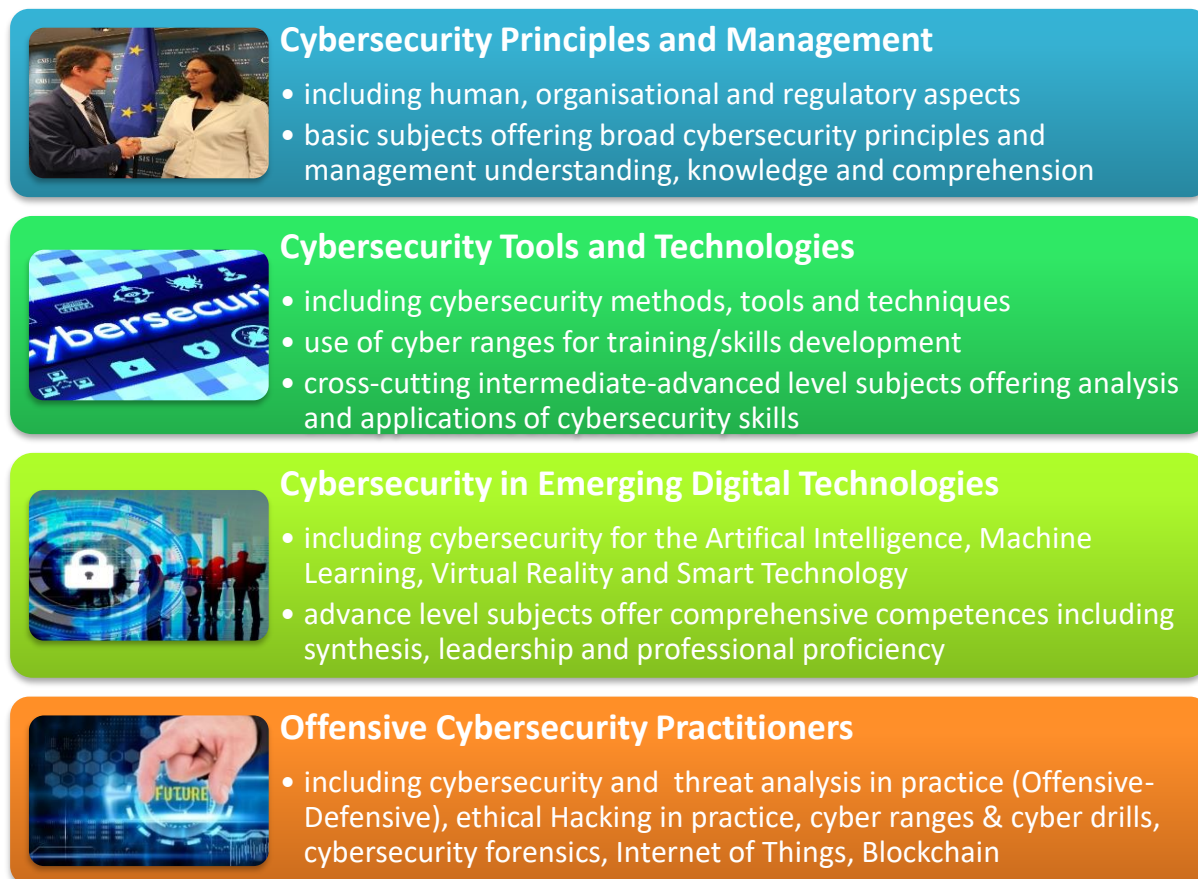 CSIS
Cybersecurity Principles and Management
• including human, organisational and regulatory aspects
• basic subjects offering broad cybersecurity principles and
management understanding, knowledge and comprehension
cybersecuri
Cybersecurity Tools and Technologies
• including cybersecurity methods, tools and techniques
• use of cyber ranges for training/skills development
• cross-cutting intermediate-advanced level subjects offering analysis
and applications of cybersecurity skills
Cybersecurity in Emerging Digital Technologies
• including cybersecurity for the Artifical Intelligence, Machine
Learning, Virtual Reality and Smart Technology
• advance level subjects offer comprehensive competences including
synthesis, leadership and professional proficiency
FUTURE
Offensive Cybersecurity Practitioners
• including cybersecurity and  threat analysis in practice (Offensive-
Defensive), ethical Hacking in practice, cyber ranges & cyber drills,
cybersecurity forensics, Internet of Things, Blockchain